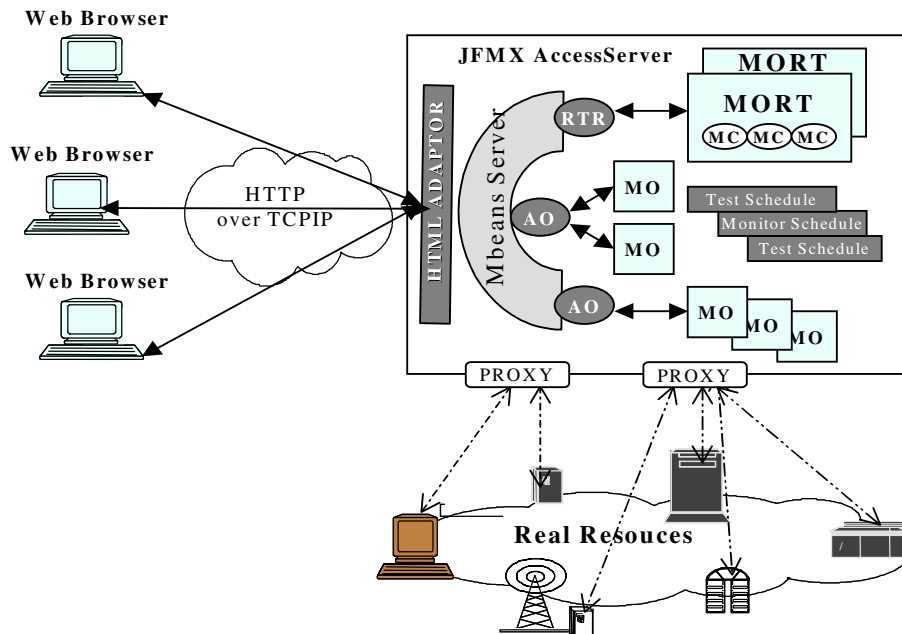 Web Browser
JFMX AccessServer
MORT
MORT
MC MC MC
HTML ADAPTOR
Mbeans Server
RTR
Web Browser
HTTP
over TCPIP
AO
MO
MO
Test Schedule
Monitor Schedule
Test Schedule
Web Browser
AO
MO
MO
MO
PROXY
PROXY
Real Resouces